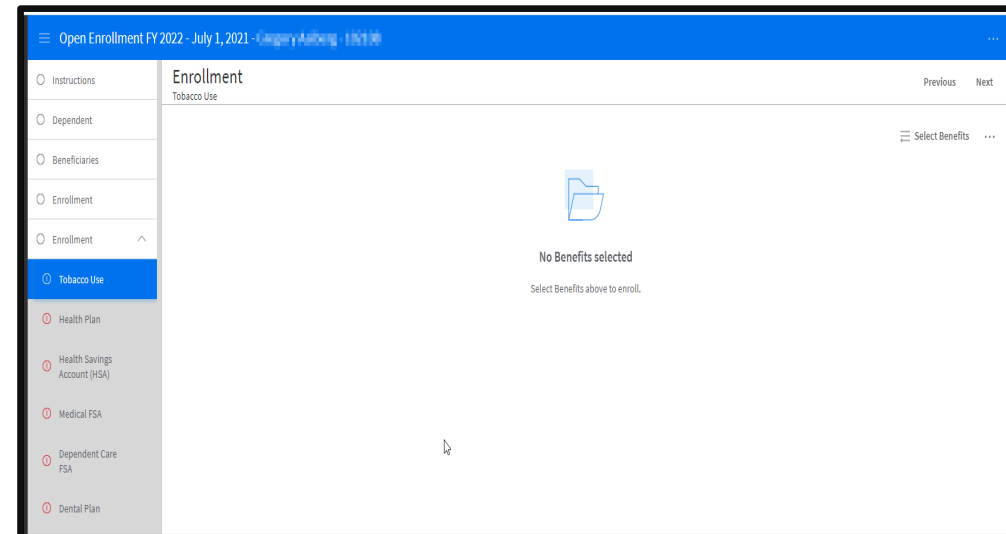 Open Enrollment FY 2022 - July 1, 2021 -
Instructions
Dependent
Beneficiaries
Enrollment
Enrollment
Tobacco Use
Health Plan
Health Savings
Account (HSA)
Medical FSA
Dependent Care
FSA
Dental Plan
Enrollment
Tobacco Use
Previous Next
Select Benefits
No Benefits selected
Select Benefits above to enroll.